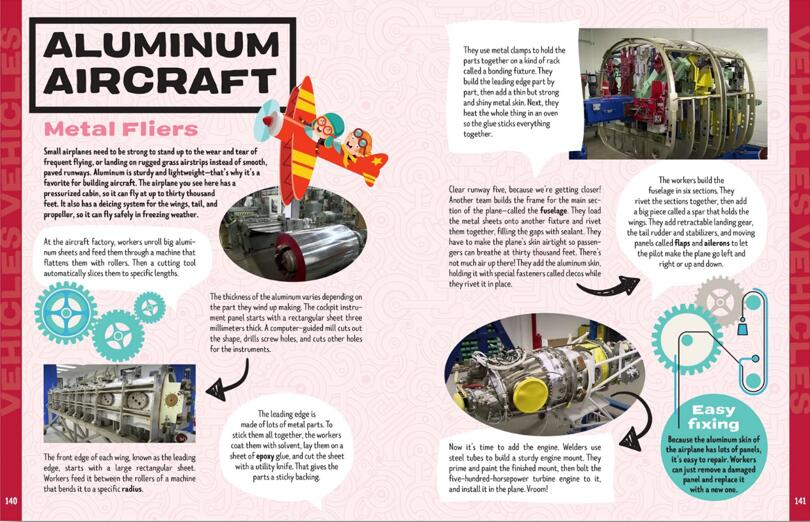 VEHICLES VEHICLES
ALUMINUM
AIRCRAFT
Metal Fliers
Small airplanes need to be strong to stand up to the wear and tear of
frequent flying, or landing on rugged grass airstrips instead of smooth,
paved runways. Aluminum is sturdy and lightweight—that's why it's a
favorite for building aircraft. The airplane you see here has a
pressurized cabin, so it can fly at up to thirty thousand
feet. It also has a deicing system for the wings, tail, and
propeller, so it can fly safely in freezing weather.
At the aircraft factory, workers unroll big alumi-
num sheets and feed them through a machine that
flattens them with rollers. Then a cutting tool
automatically slices them to specific lengths.
The thickness of the aluminum varies depending on
the part they wind up making. The cockpit instru-
ment panel starts with a rectangular sheet three
millimeters thick. A computer-guided mill cuts out
the shape, drills screw holes, and cuts other holes
for the instruments.
The front edge of each wing, known as the leading
edge, starts with a large rectangular sheet.
Workers feed it between the rollers of a machine
that bends it to a specific radius.
The leading edge is
made of lots of metal parts. To
stick them all together, the workers
coat them with solvent, lay them on a
sheet of epoxy glue, and cut the sheet
with a utility knife. That gives the
parts a sticky backing.
140
They use metal clamps to hold the
parts together on a kind of rack
called a bonding fixture. They
build the leading edge part by
part, then add a thin but strong
and shiny metal skin. Next, they
heat the whole thing in an oven
so the glue sticks everything
together.
Clear runway five, because we're getting closer!
Another team builds the frame for the main sec-
tion of the plane—called the fuselage. They load
the metal sheets onto another fixture and rivet
them together, filling the gaps with sealant. They
have to make the plane's skin airtight so passen-
gers can breathe at thirty thousand feet. There's
not much air up there! They add the aluminum skin,
holding it with special fasteners called clecos while
they rivet it in place.
The workers build the
fuselage in six sections. They
rivet the sections together, then add
a big piece called a spar that holds the
wings. They add retractable landing gear,
the tail rudder and stabilizers, and moving
panels called flaps and ailerons to let
the pilot make the plane go left and
right or up and down.
Now it's time to add the engine. Welders use
steel tubes to build a sturdy engine mount. They
prime and paint the finished mount, then bolt the
five-hundred-horsepower turbine engine to it,
and install it in the plane. Vroom!
Easy
fixing
Because the aluminum skin of
the airplane has lots of panels,
it's easy to repair. Workers
can just remove a damaged
panel and replace it
with a new one.
VEHICLES VEHICLES
141